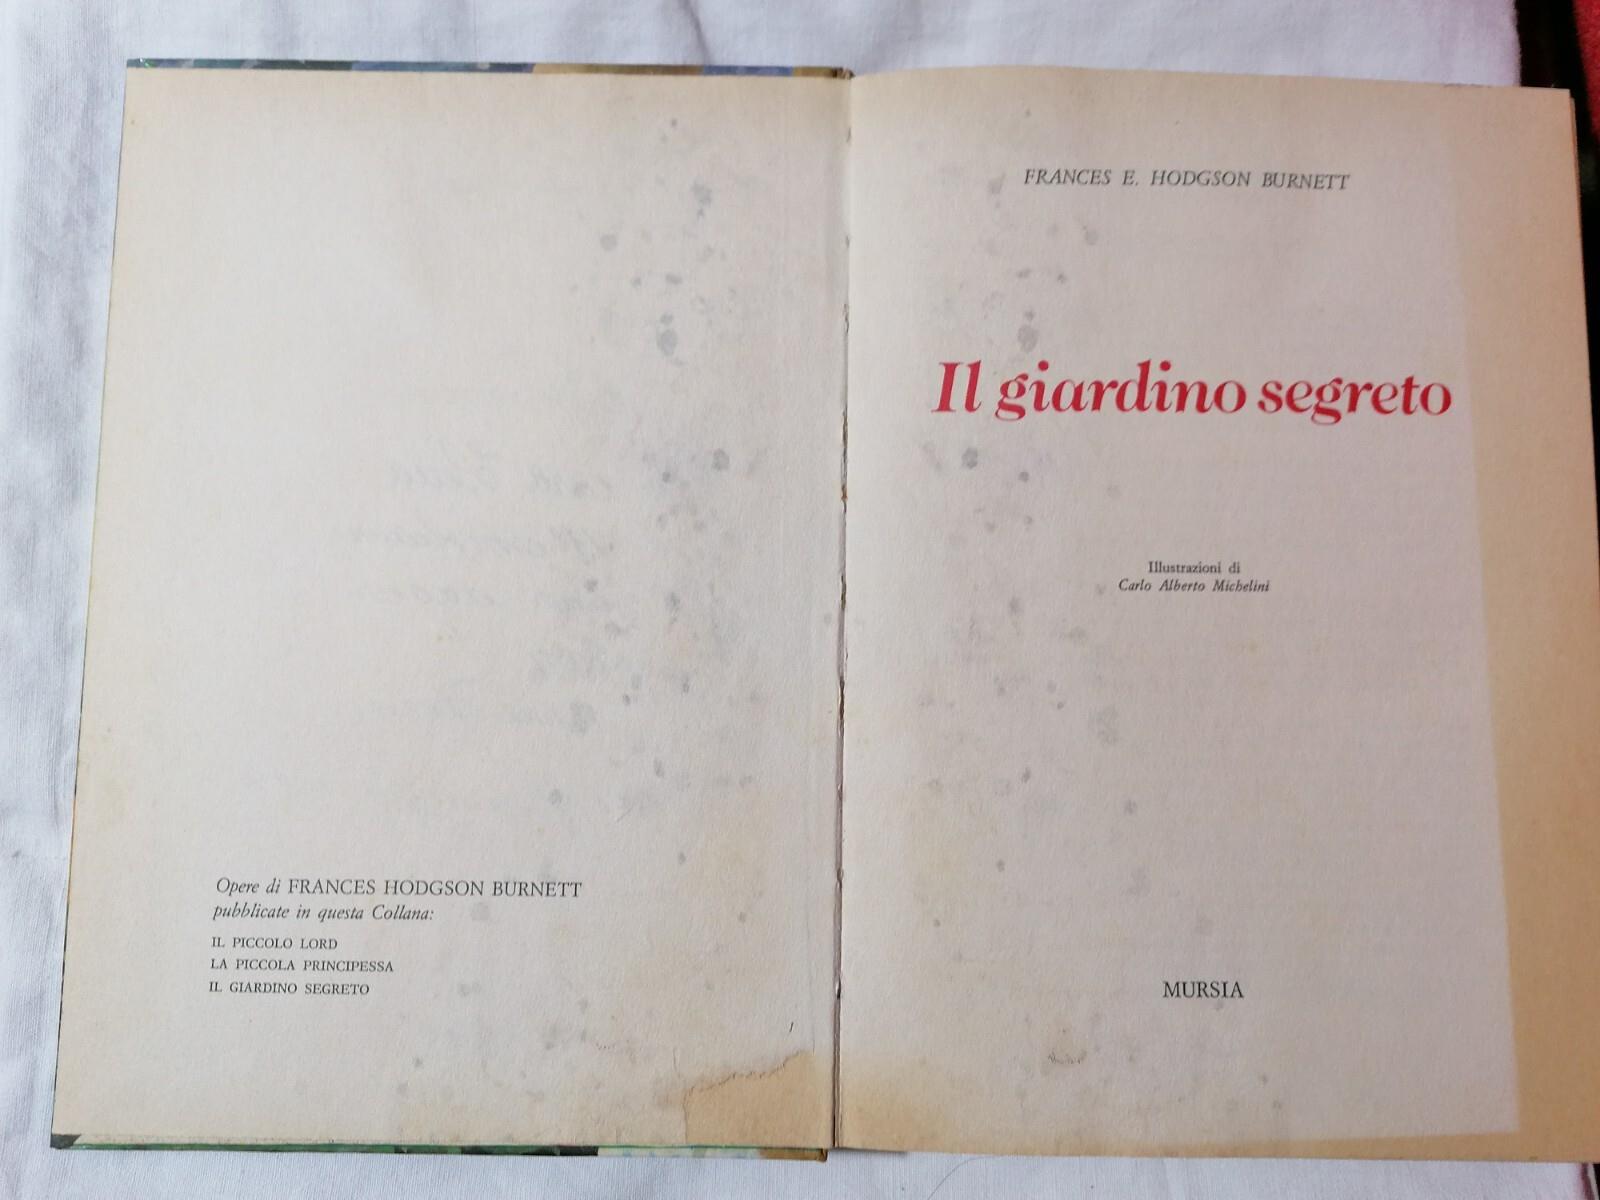 Opere di FRANCES HODGSON BURNETT
pubblicate in questa Collana:
IL PICCOLO LORD
LA PICCOLA PRINCIPESSA
IL GIARDINO SEGRETO
FRANCES E. HODGSON BURNETT
Il giardino segreto
Illustrazioni di
Carlo Alberto Michelini
MURSIA